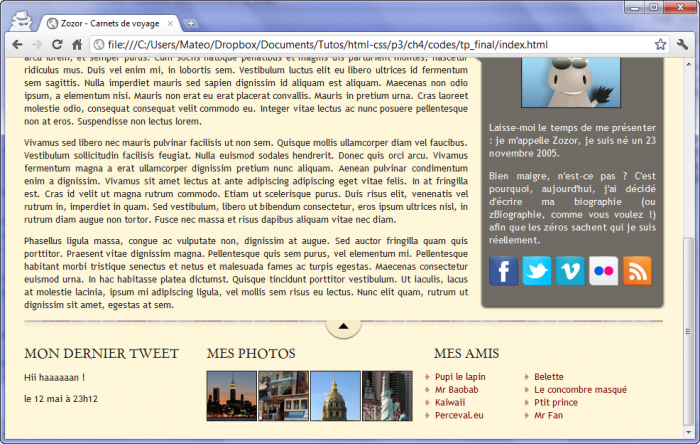 Zozor - Carnets de voyage
file:///C:/Users/Mateo/Dropbox/Documents/Tutos/html-css/p3/ch4/codes/tp_final/index.html
arcu lorem, et semper purus. Cum sociis natoque penatibus et magnis dis parturient montes, nascetur
ridiculus mus. Duis vel enim mi, in lobortis sem. Vestibulum luctus elit eu libero ultrices id fermentum
sem sagittis. Nulla imperdiet mauris sed sapien dignissim id aliquam est aliquam. Maecenas non odio
ipsum, a elementum nisi. Mauris non erat eu erat placerat convallis. Mauris in pretium urna. Cras laoreet
molestie odio, consequat consequat velit commodo eu. Integer vitae lectus ac nunc posuere pellentesque
non at eros. Suspendisse non lectus lorem.
Vivamus sed libero nec mauris pulvinar facilisis ut non sem. Quisque mollis ullamcorper diam vel faucibus.
Vestibulum sollicitudin facilisis feugiat. Nulla euismod sodales hendrerit. Donec quis orci arcu. Vivamus
fermentum magna a erat ullamcorper dignissim pretium nunc aliquam. Aenean pulvinar condimentum
enim a dignissim. Vivamus sit amet lectus at ante adipiscing adipiscing eget vitae felis. In at fringilla
est. Cras id velit ut magna rutrum commodo. Etiam ut scelerisque purus. Duis risus elit, venenatis vel
rutrum in, imperdiet in quam. Sed vestibulum, libero ut bibendum consectetur, eros ipsum ultrices nisl, in
rutrum diam augue non tortor. Fusce nec massa et risus dapibus aliquam vitae nec diam.
Phasellus ligula massa, congue ac vulputate non, dignissim at augue. Sed auctor fringilla quam quis
porttitor. Praesent vitae dignissim magna. Pellentesque quis sem purus, vel elementum mi. Pellentesque
habitant morbi tristique senectus et netus et malesuada fames ac turpis egestas. Maecenas consectetur
euismod urna. In hac habitasse platea dictumst. Quisque tincidunt porttitor vestibulum. Ut iaculis, lacus
at molestie lacinia, ipsum mi adipiscing ligula, vel mollis sem risus eu lectus. Nunc elit quam, rutrum ut
dignissim sit amet, egestas at sem.
Laisse-moi le temps de me présenter
: je m'appelle Zozor, je suis né un 23
novembre 2005.
Bien maigre, n'est-ce pas ? C'est
pourquoi, aujourd'hui, j'ai décidé
d'écrire ma biographie (ou
zBiographie, comme vous voulez !)
afin que les zéros sachent qui je suis
réellement.
MON DERNIER TWEET
Hii haaaaaan !
le 12 mai à 23h12
MES PHOTOS
MES AMIS
Pupi le lapin
Mr Baobab
Kaiwaii
Perceval.eu
Belette
Le concombre masqué
Ptit prince
Mr Fan